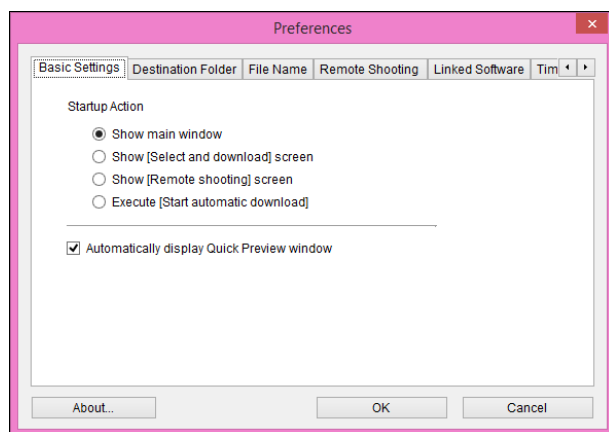 Preferences
Basic Settings Destination Folder File Name Remote Shooting Linked Software Tim
Startup Action
Show main window
Show [Select and download] screen
Show [Remote shooting] screen
Execute [Start automatic download]
Automatically display Quick Preview window
About... OK Cancel